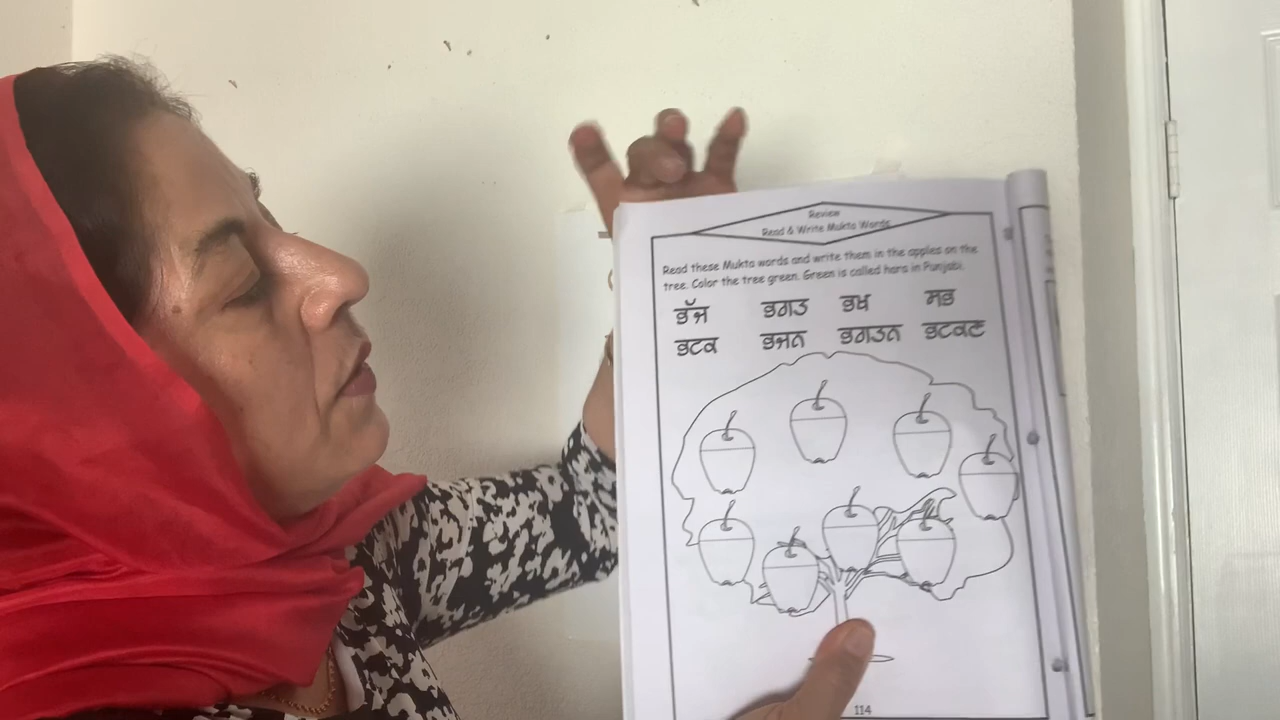 Review
Read & Write Mukta Words
Read these Mukta words and write them in the apples on the
tree. Color the tree green. Green is called hara in Punjabi.
ਭੱਜ ਭਗਤ ਭਖ ਸਭ
ਭਟਕ ਭਜਨ ਭਗਤਨ ਭਟਕਣ
114